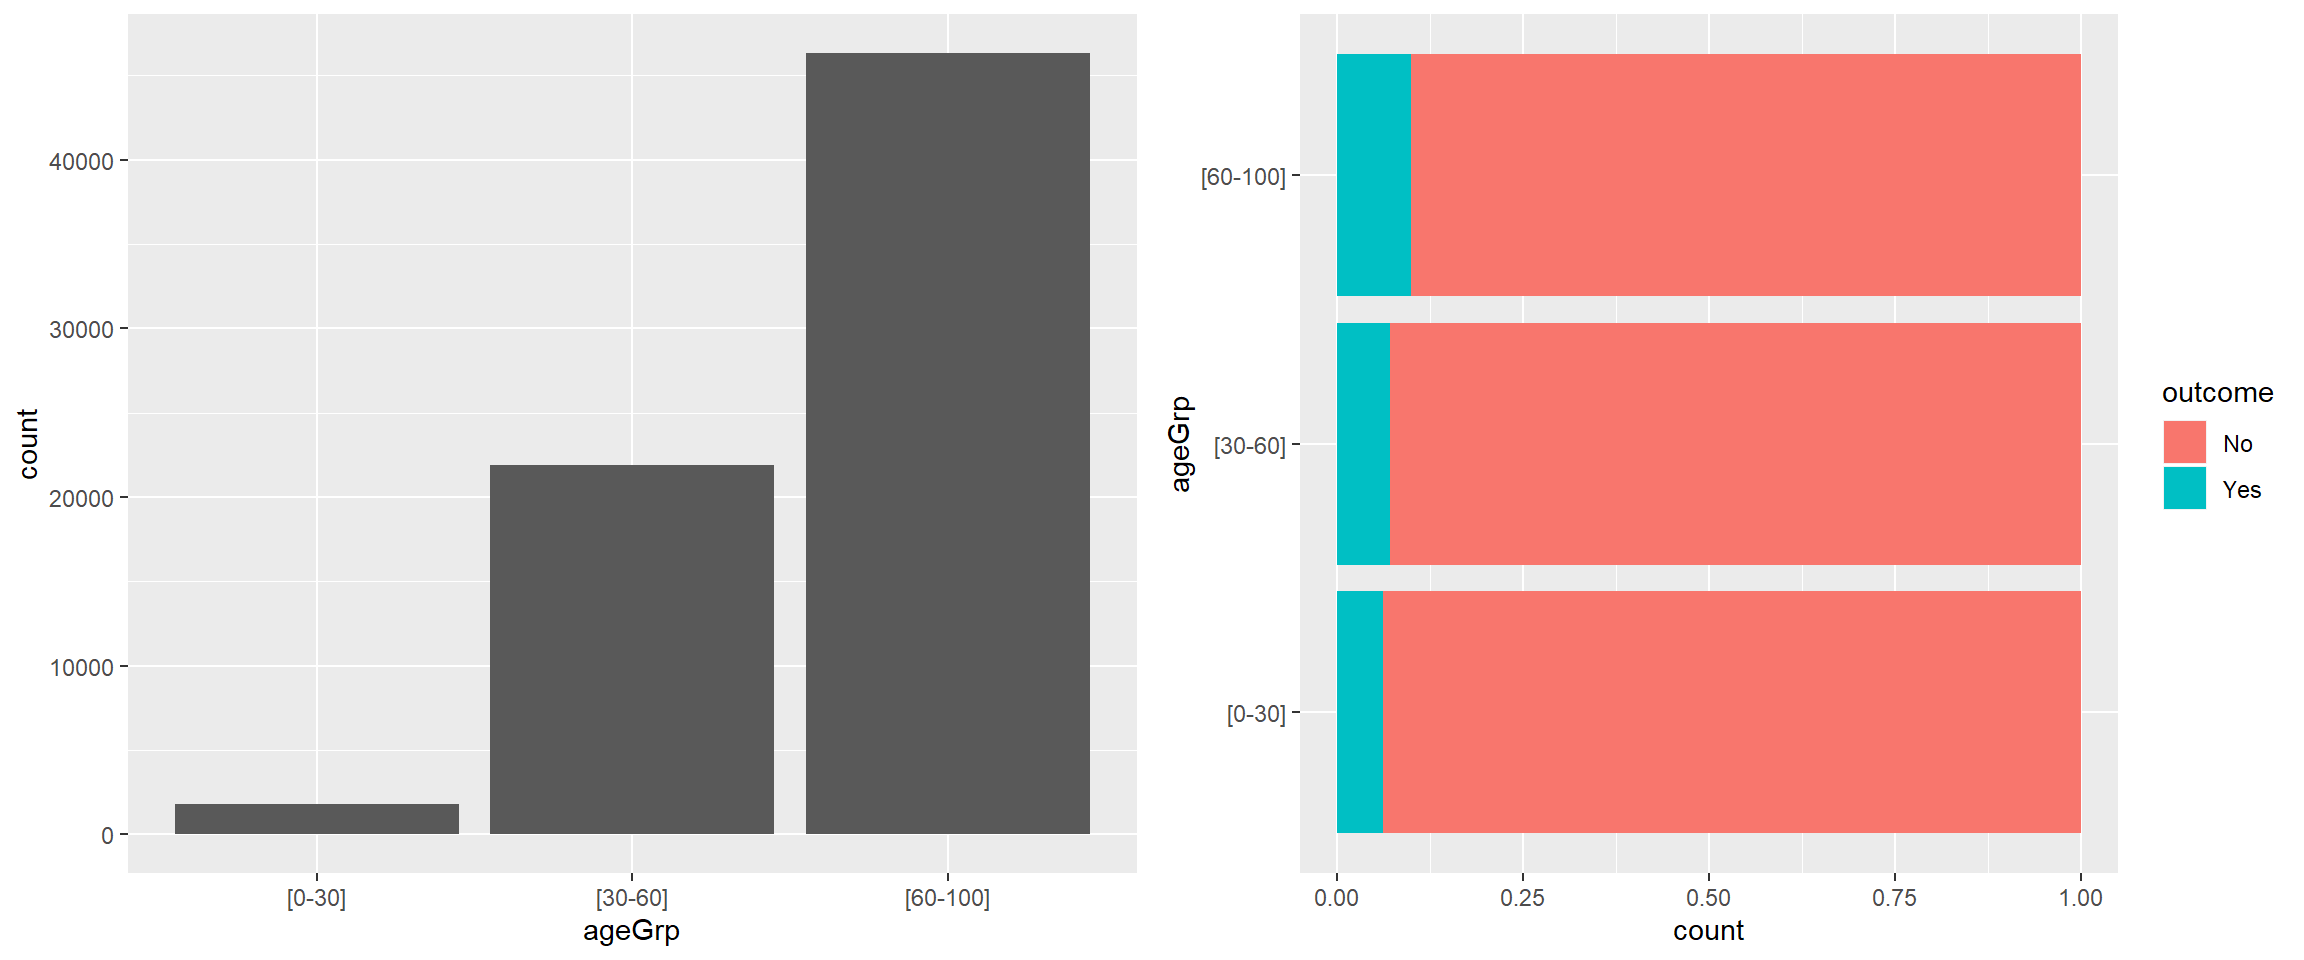 count
40000
30000
20000
10000
0
[0-30]
[30-60]
[60-100]
ageGrp
ageGrp
[60-100]
[30-60]
[0-30]
0.00
0.25
0.50
0.75
1.00
count
outcome
No
Yes